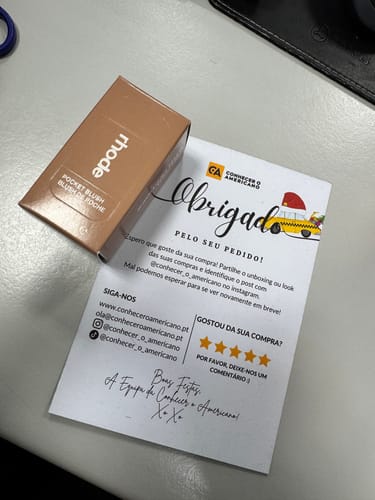 rhode
POCKET BLUSH
BLUSH DE POCHE
CA
CONHECER O
AMERICANO
Obrigado
PELO SEU PEDIDO!
Espero que goste da sua compra! Partilhe o unboxing ou look
das suas compras e identifique o post com
@conhecer_o_americano no instagram.
Mal podemos esperar para se ver novamente em breve!
SIGA-NOS
www.conheceroamericano.pt
ola@conheceroamericano.pt
@conhecer_o_americano
@conhecer_o_americano
GOSTOU DA SUA COMPRA?
POR FAVOR, DEIXE-NOS UM
COMENTÁRIO :)
Boas Festas,
A Equipa da Conhecer o Americano!
XoXo